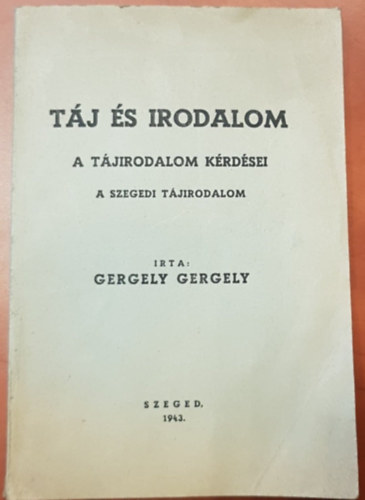 TÁJ ÉS IRODALOM
A TÁJIRODALOM KÉRDÉSEI
A SZEGEDI TÁJIRODALOM
IRTA:
GERGELY GERGELY
SZEGED,
1943.